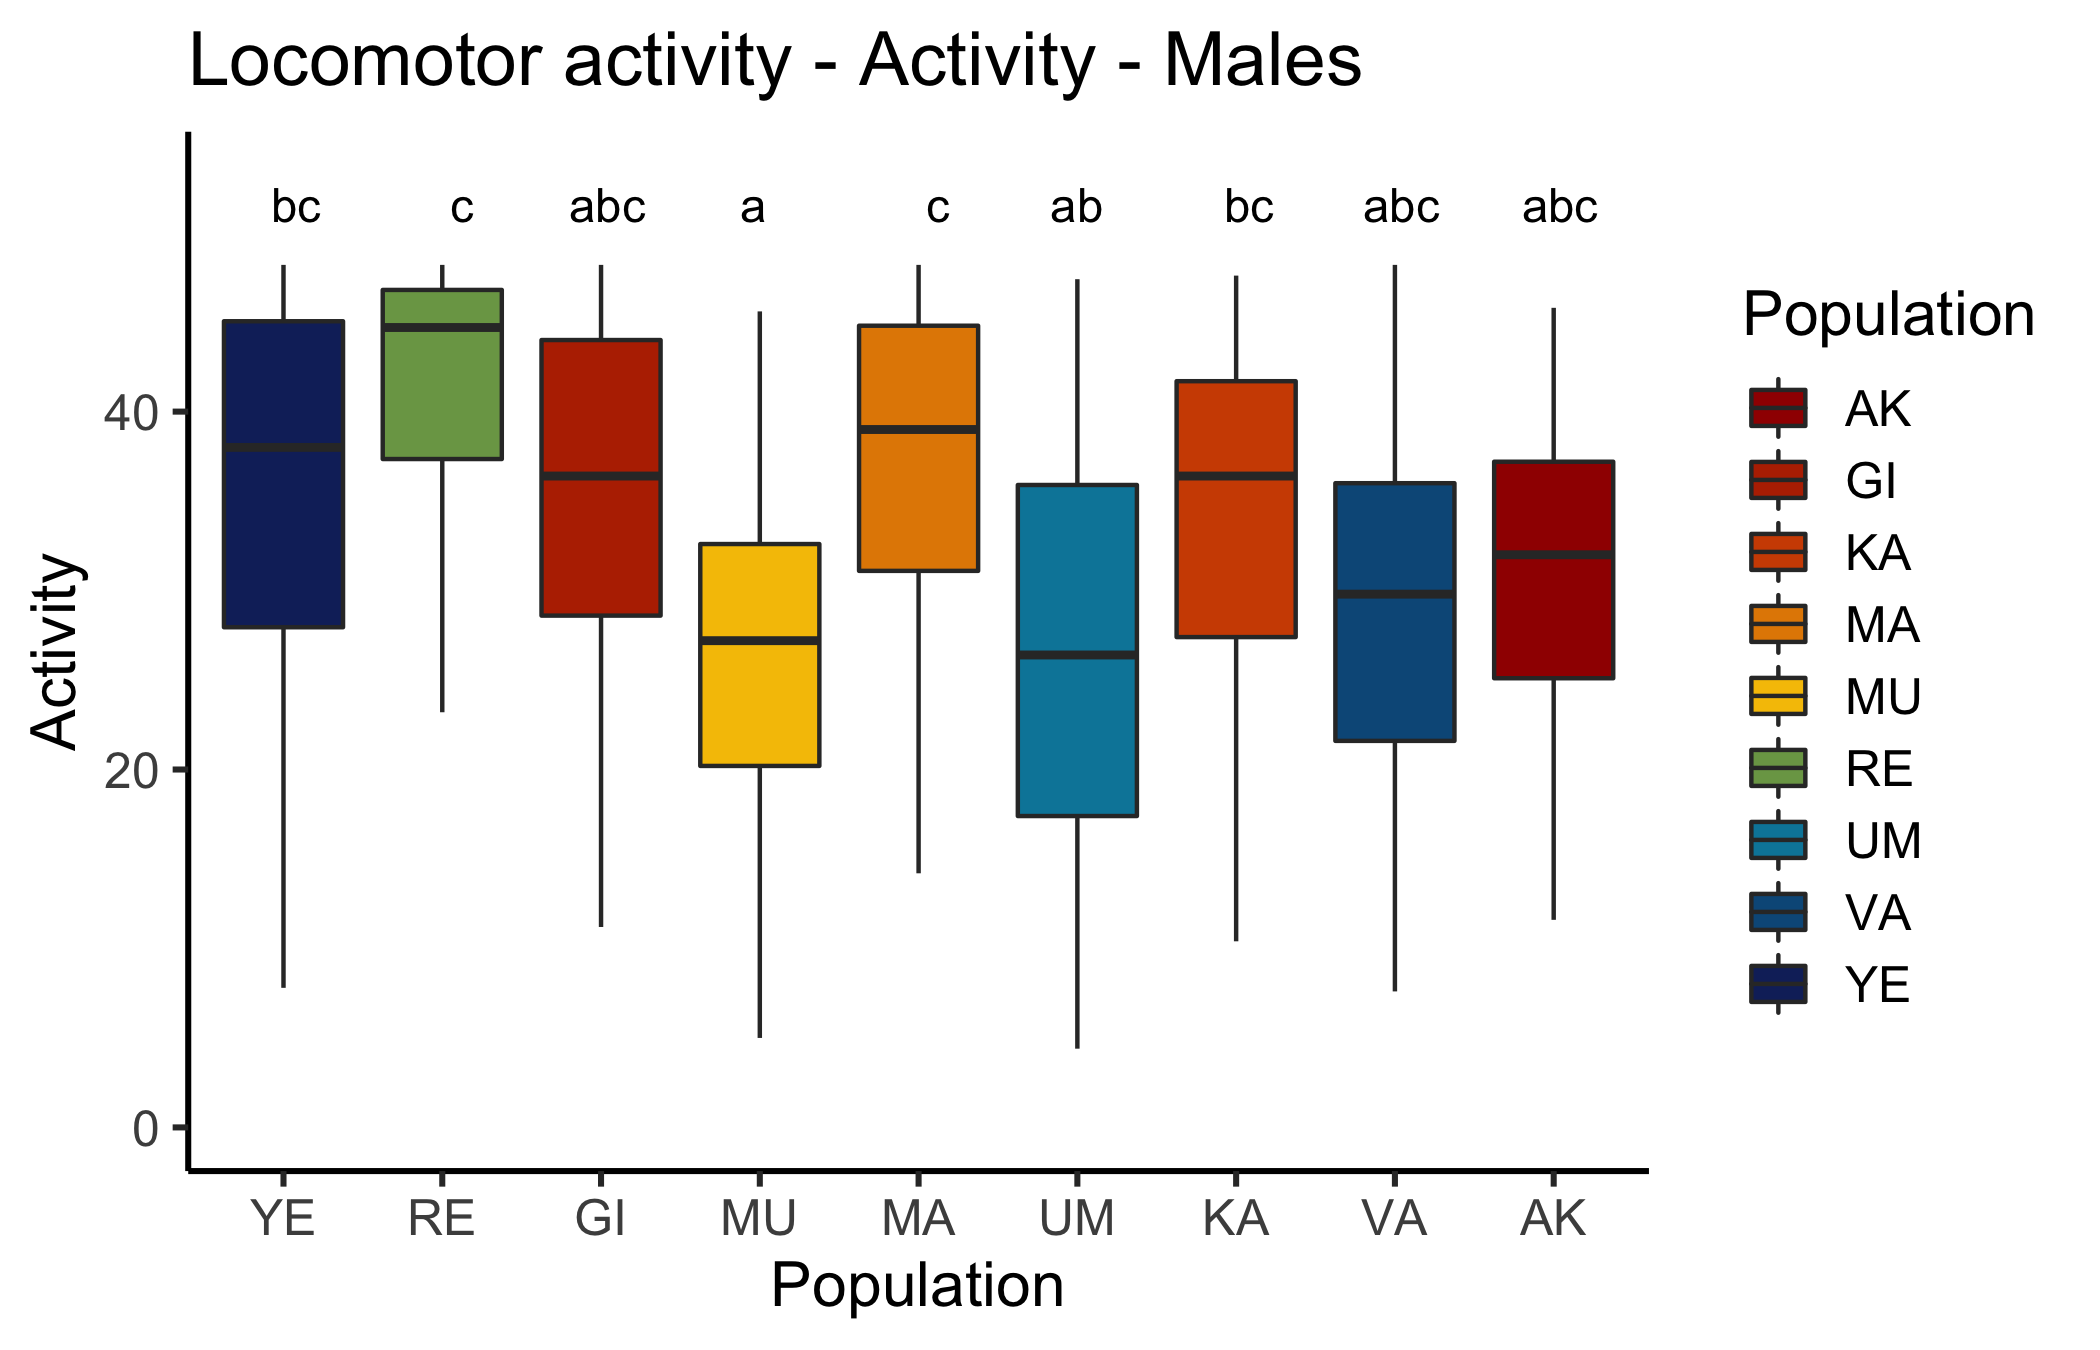 Locomotor activity - Activity - Males
bc c abc a c ab bc abc abc
Activity
40
20
0
YE RE GI MU MA UM KA VA AK
Population
Population
AK
GI
KA
MA
MU
RE
UM
VA
YE